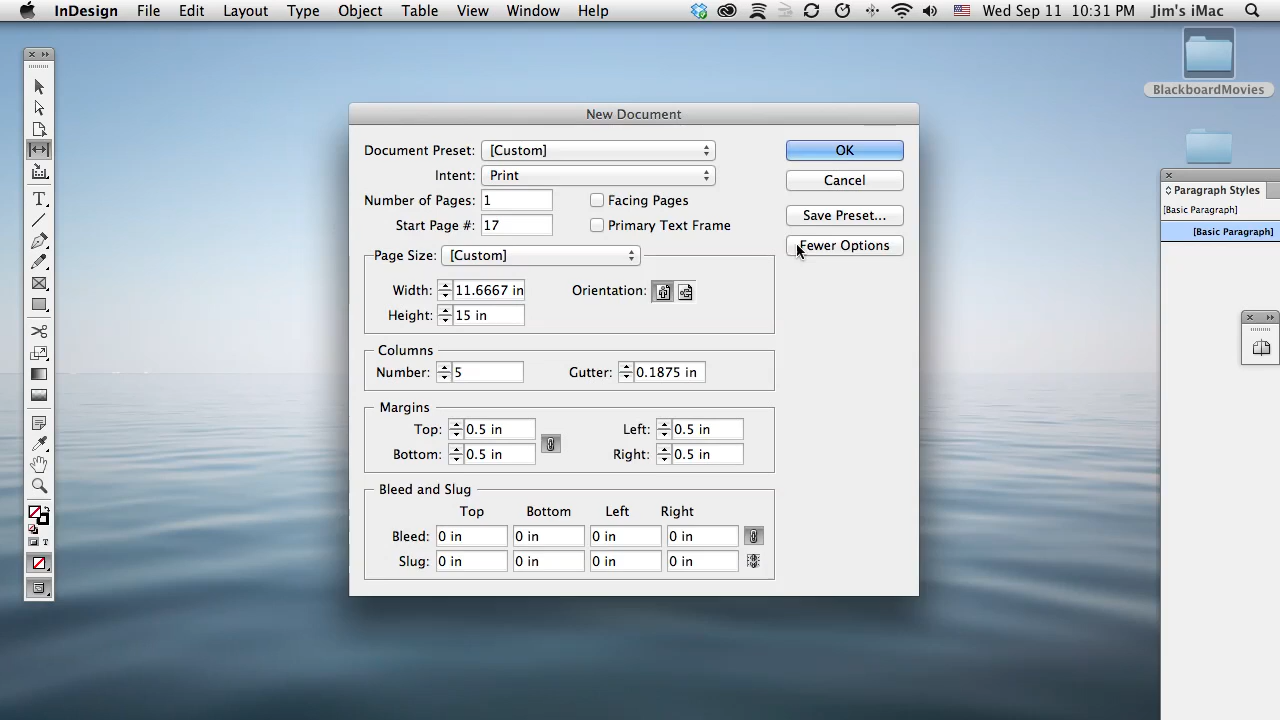 InDesign File Edit Layout Type Object Table View Window Help Wed Sep 11 10:31 PM Jim's iMac
BlackboardMovies
New Document
Document Preset: [Custom] OK
Intent: Print Cancel
Number of Pages: 1 Facing Pages Save Preset...
Start Page #: 17 Primary Text Frame
Fewer Options
Page Size: [Custom]
Width: 11.6667 in Orientation:
Height: 15 in
Columns
Number: 5 Gutter: 0.1875 in
Margins
Top: 0.5 in Left: 0.5 in
Bottom: 0.5 in Right: 0.5 in
Bleed and Slug
Top Bottom Left Right
Bleed: 0 in 0 in 0 in 0 in
Slug: 0 in 0 in 0 in 0 in
Paragraph Styles
[Basic Paragraph]
[Basic Paragraph]